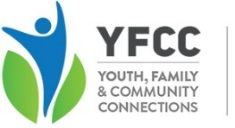 YFCC
YOUTH, FAMILY
& COMMUNITY
CONNECTIONS